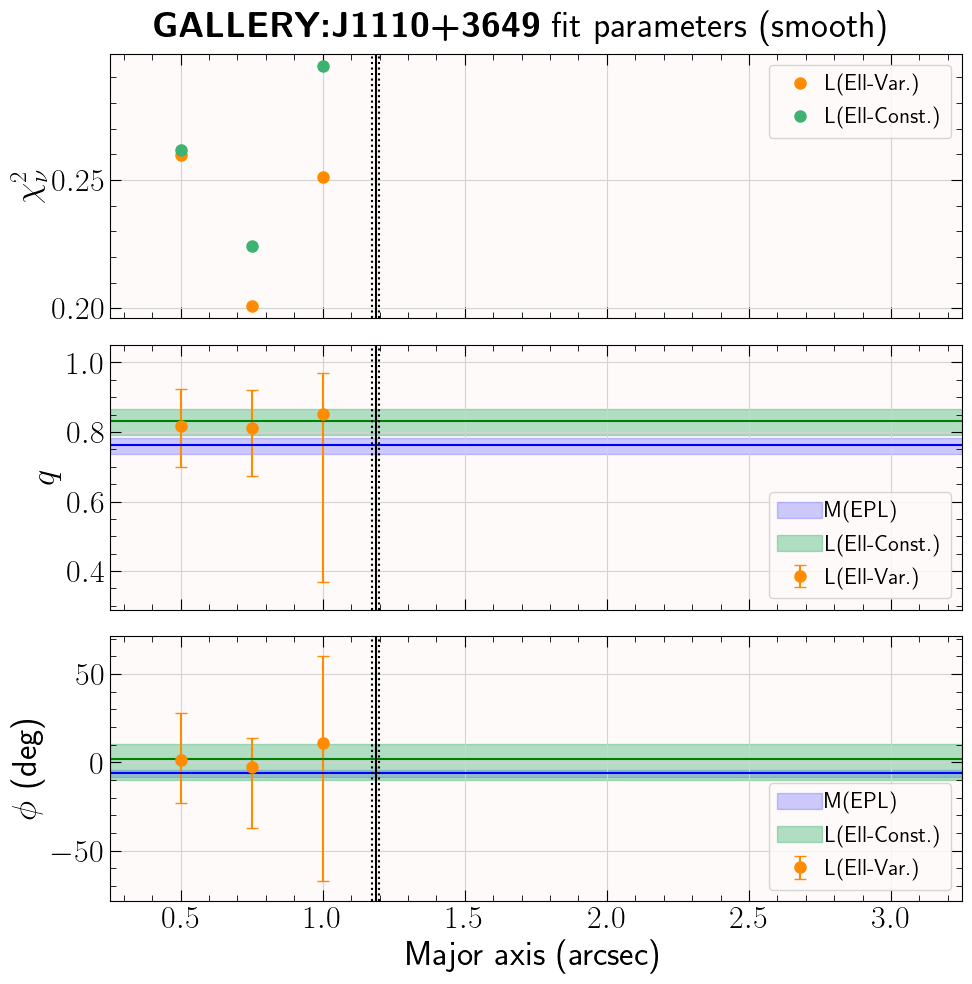 GALLERY:J1110+3649 fit parameters (smooth)
L(Ell-Var.)
L(Ell-Const.)
χ²ᵥ
0.25
0.20
1.0
0.8
0.6
0.4
q
M(EPL)
L(Ell-Const.)
L(Ell-Var.)
50
0
−50
ϕ (deg)
M(EPL)
L(Ell-Const.)
L(Ell-Var.)
0.5 1.0 1.5 2.0 2.5 3.0
Major axis (arcsec)